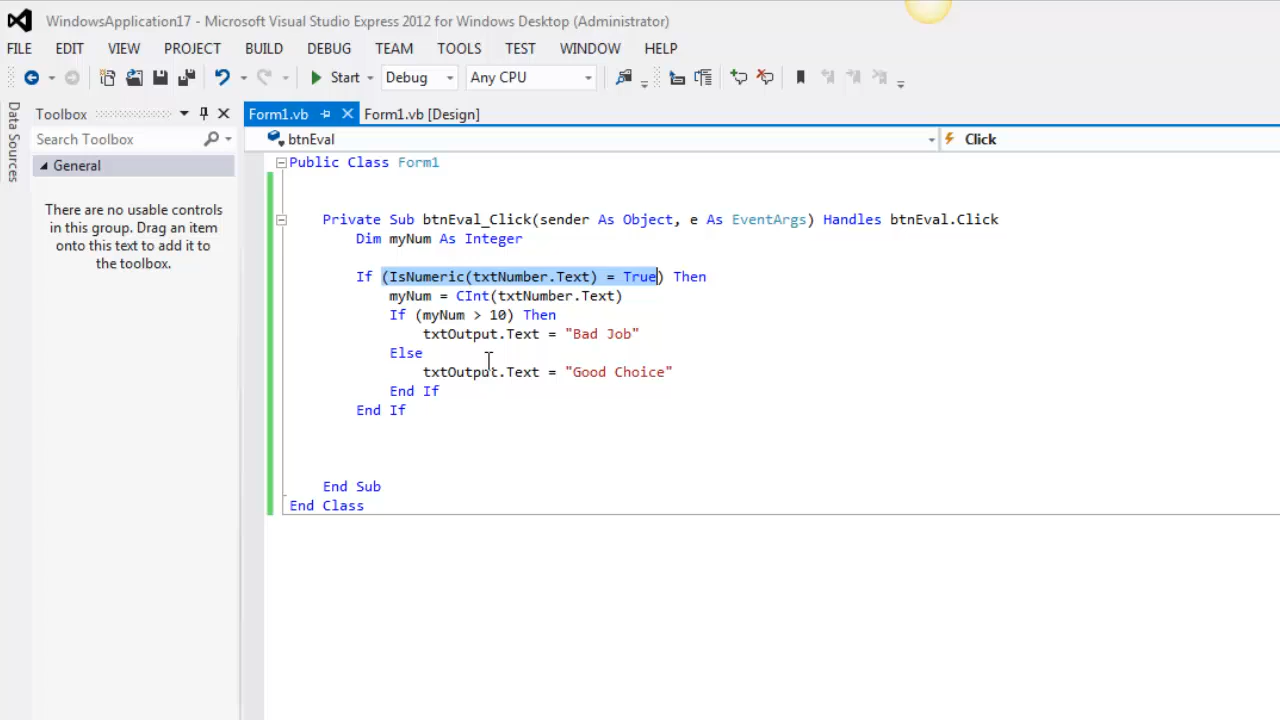 WindowsApplication17 - Microsoft Visual Studio Express 2012 for Windows Desktop (Administrator)
FILE EDIT VIEW PROJECT BUILD DEBUG TEAM TOOLS TEST WINDOW HELP
Start Debug Any CPU
Data Sources
Toolbox
Form1.vb Form1.vb [Design]
Search Toolbox
btnEval Click
General
There are no usable controls
in this group. Drag an item
onto this text to add it to
the toolbox.
Public Class Form1
Private Sub btnEval_Click(sender As Object, e As EventArgs) Handles btnEval.Click
Dim myNum As Integer
If (IsNumeric(txtNumber.Text) = True) Then
myNum = CInt(txtNumber.Text)
If (myNum > 10) Then
txtOutput.Text = "Bad Job"
Else
txtOutput.Text = "Good Choice"
End If
End If
End Sub
End Class